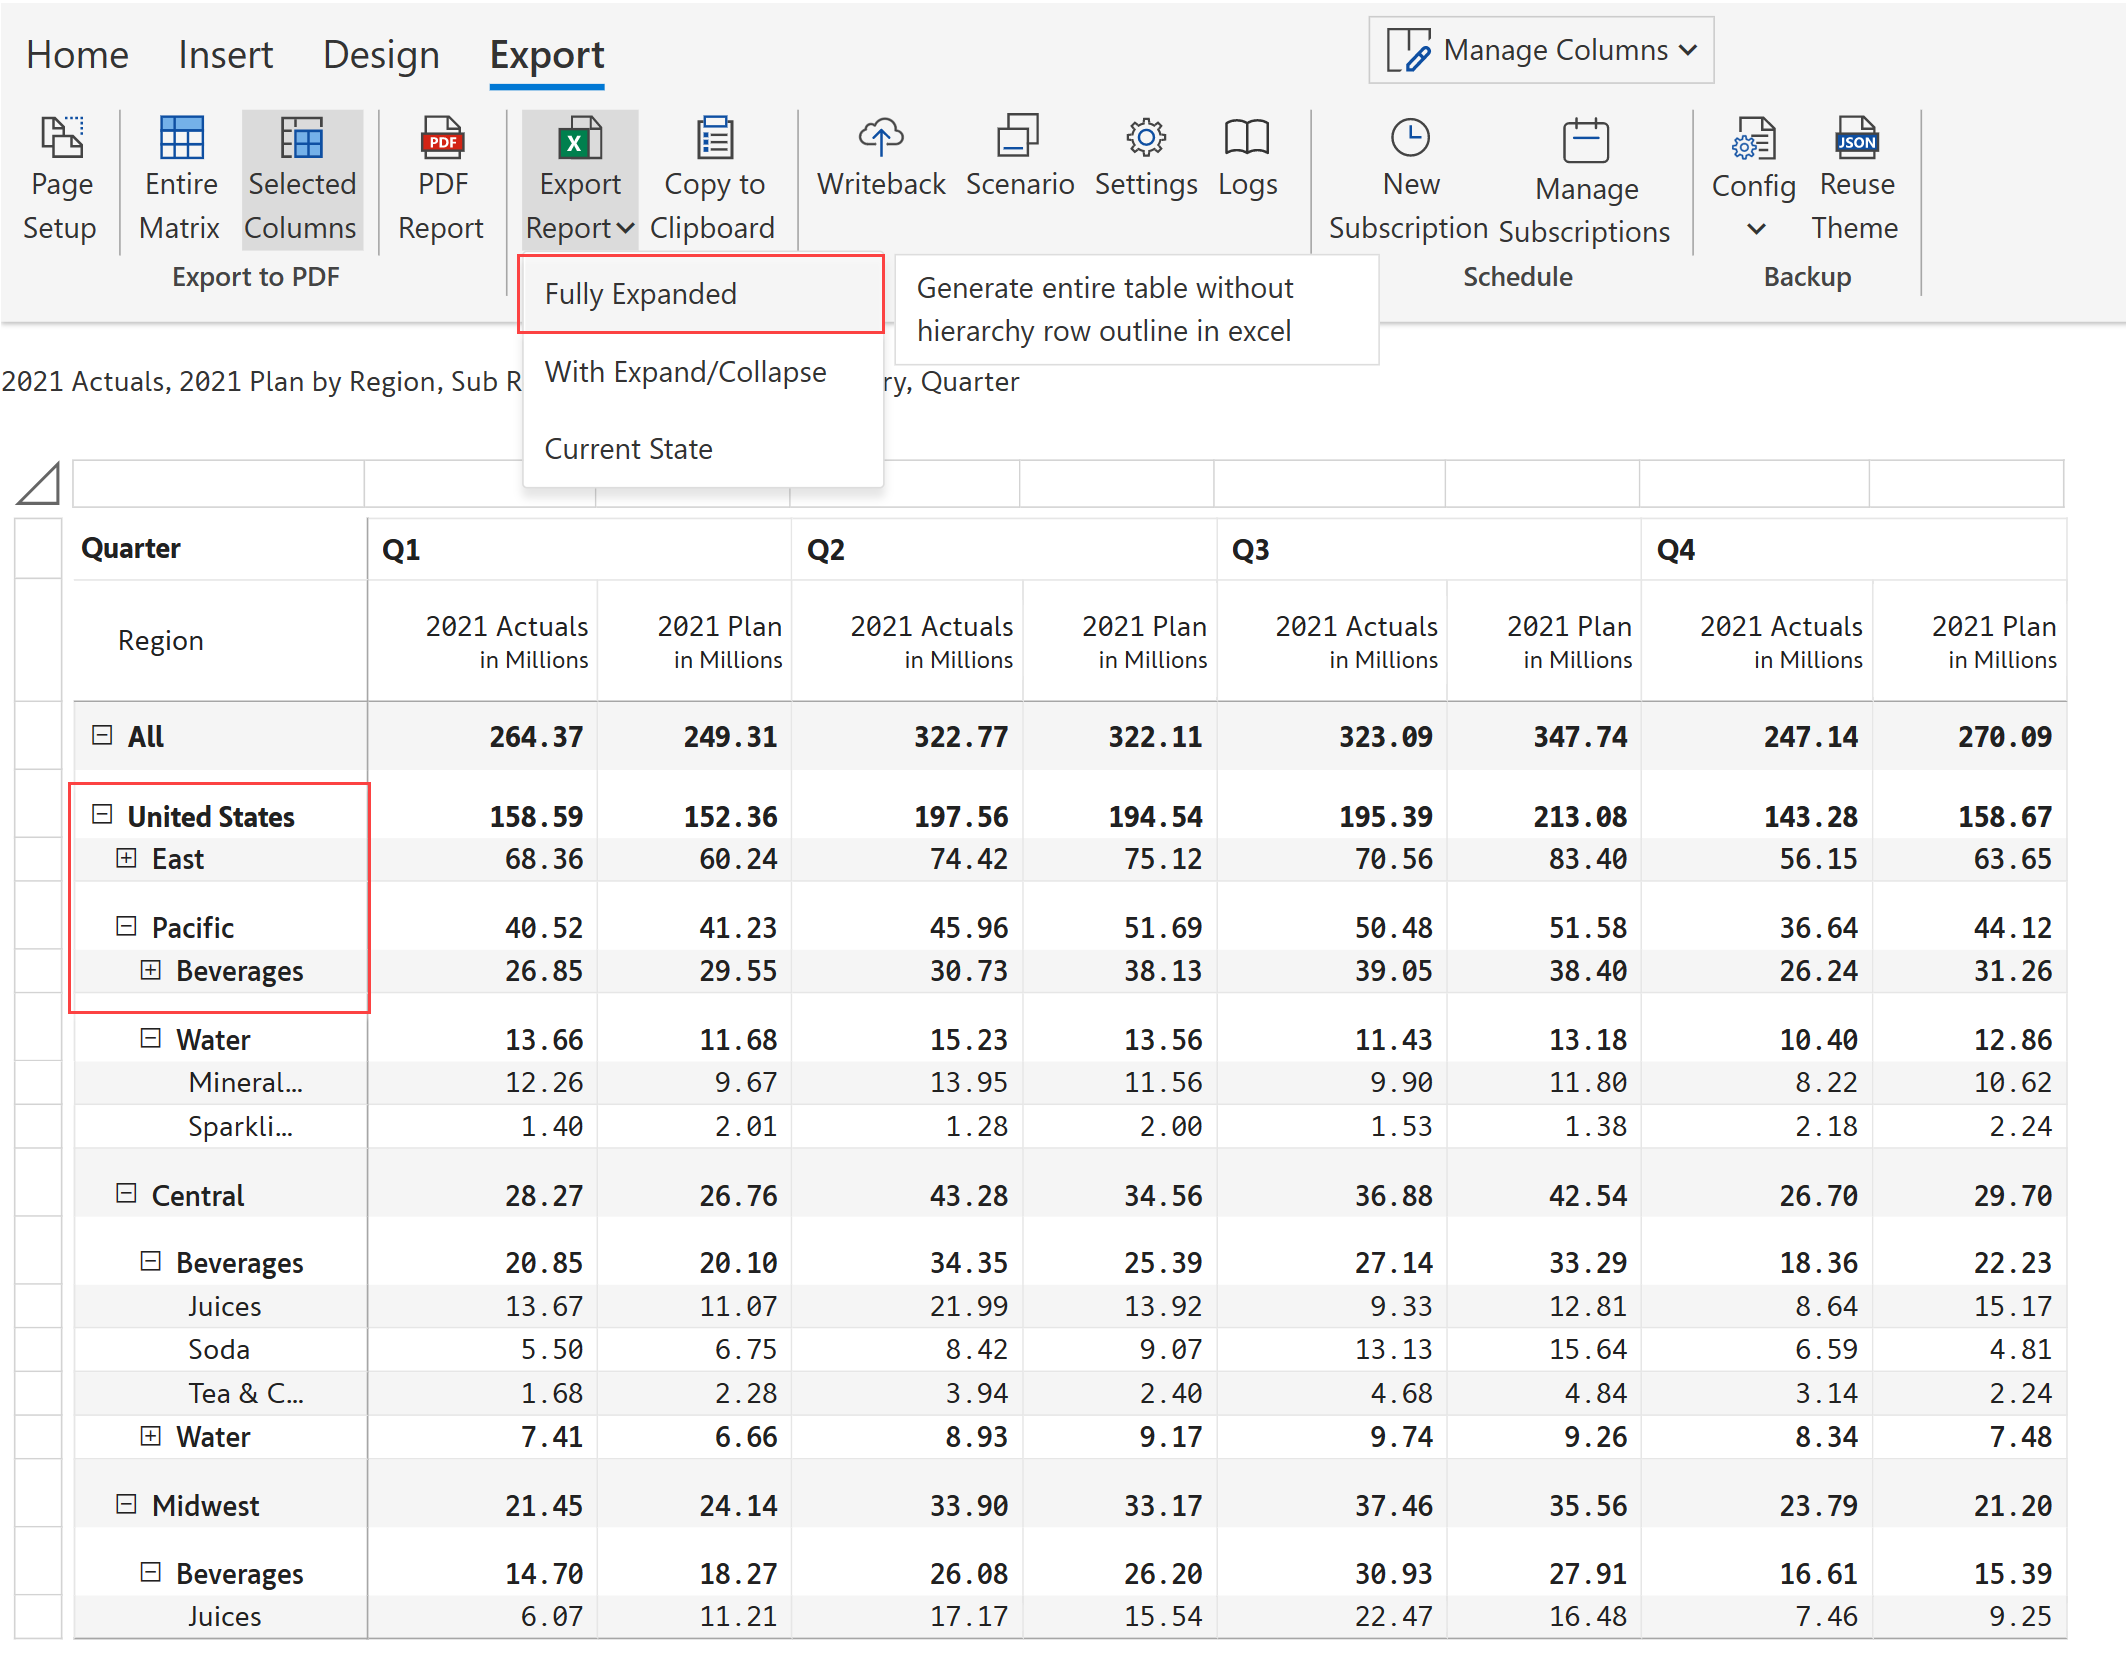 Home Insert Design Export Manage Columns
Page Setup
Entire Matrix
Selected Columns
Export to PDF
PDF
PDF Report
X
Export Report
Copy to Clipboard
Writeback
Scenario
Settings
Logs
New Subscription
Manage Subscriptions
Schedule
Config
JSON
Reuse Theme
Backup
Fully Expanded
Generate entire table without
hierarchy row outline in excel
With Expand/Collapse
Current State
2021 Actuals, 2021 Plan by Region, Sub R ry, Quarter
Quarter Q1 Q2 Q3 Q4
Region 2021 Actuals 2021 Plan 2021 Actuals 2021 Plan 2021 Actuals 2021 Plan 2021 Actuals 2021 Plan
in Millions in Millions in Millions in Millions in Millions in Millions in Millions in Millions
All 264.37 249.31 322.77 322.11 323.09 347.74 247.14 270.09
United States 158.59 152.36 197.56 194.54 195.39 213.08 143.28 158.67
East 68.36 60.24 74.42 75.12 70.56 83.40 56.15 63.65
Pacific 40.52 41.23 45.96 51.69 50.48 51.58 36.64 44.12
Beverages 26.85 29.55 30.73 38.13 39.05 38.40 26.24 31.26
Water 13.66 11.68 15.23 13.56 11.43 13.18 10.40 12.86
Mineral... 12.26 9.67 13.95 11.56 9.90 11.80 8.22 10.62
Sparkli... 1.40 2.01 1.28 2.00 1.53 1.38 2.18 2.24
Central 28.27 26.76 43.28 34.56 36.88 42.54 26.70 29.70
Beverages 20.85 20.10 34.35 25.39 27.14 33.29 18.36 22.23
Juices 13.67 11.07 21.99 13.92 9.33 12.81 8.64 15.17
Soda 5.50 6.75 8.42 9.07 13.13 15.64 6.59 4.81
Tea & C... 1.68 2.28 3.94 2.40 4.68 4.84 3.14 2.24
Water 7.41 6.66 8.93 9.17 9.74 9.26 8.34 7.48
Midwest 21.45 24.14 33.90 33.17 37.46 35.56 23.79 21.20
Beverages 14.70 18.27 26.08 26.20 30.93 27.91 16.61 15.39
Juices 6.07 11.21 17.17 15.54 22.47 16.48 7.46 9.25